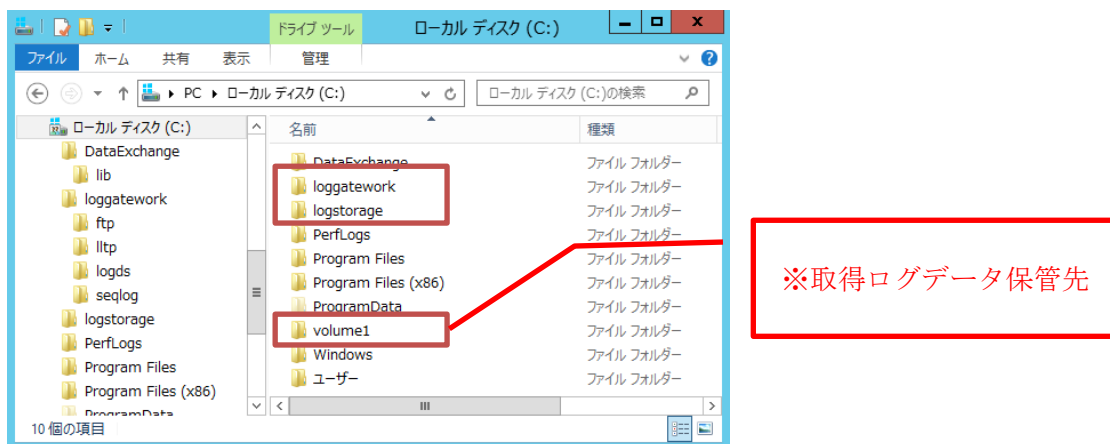 ドライブ ツール
ローカル ディスク (C:)
ファイル ホーム 共有 表示 管理
PC ローカル ディスク (C:)
ローカル ディスク (C:)の検索
ローカル ディスク (C:)
DataExchange
lib
loggatework
ftp
lltp
logds
seqlog
logstorage
PerfLogs
Program Files
Program Files (x86)
ProgramData
名前 種類
DataExchange ファイル フォルダー
loggatework ファイル フォルダー
logstorage ファイル フォルダー
PerfLogs ファイル フォルダー
Program Files ファイル フォルダー
Program Files (x86) ファイル フォルダー
ProgramData ファイル フォルダー
volume1 ファイル フォルダー
Windows ファイル フォルダー
ユーザー ファイル フォルダー
10 個の項目
※取得ログデータ保管先